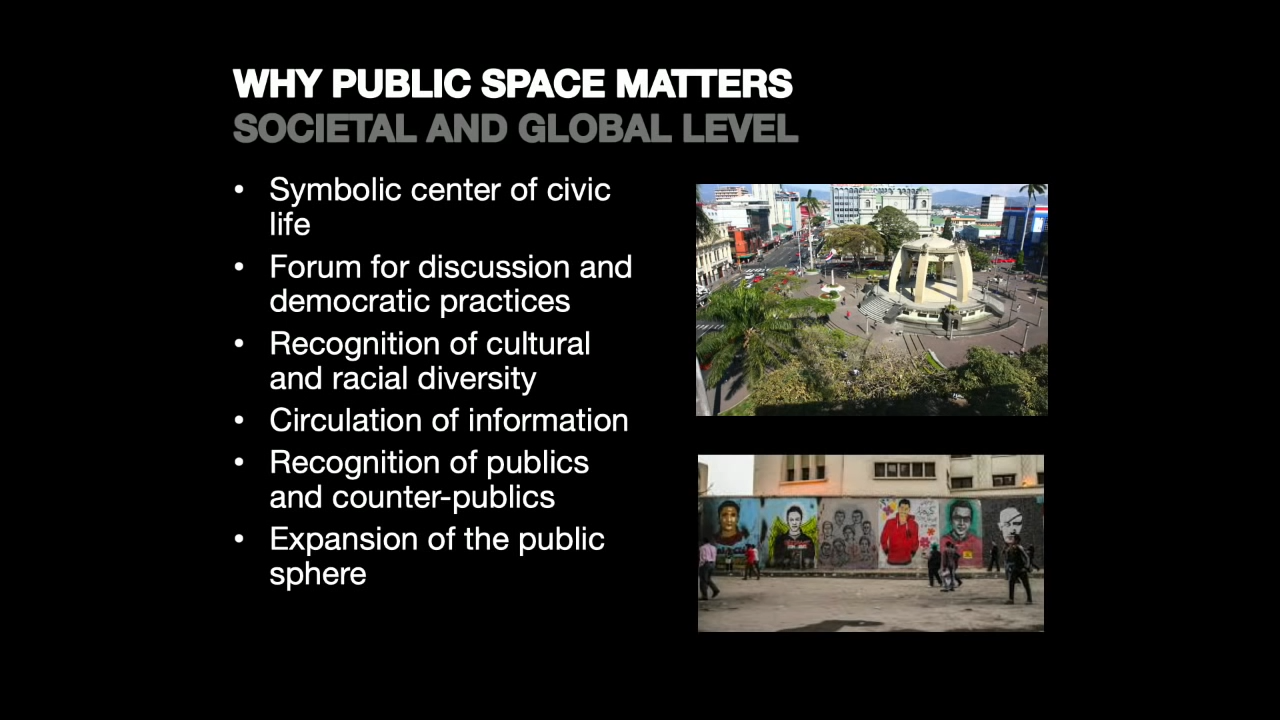 WHY PUBLIC SPACE MATTERS
SOCIETAL AND GLOBAL LEVEL
• Symbolic center of civic
life
• Forum for discussion and
democratic practices
• Recognition of cultural
and racial diversity
• Circulation of information
• Recognition of publics
and counter-publics
• Expansion of the public
sphere